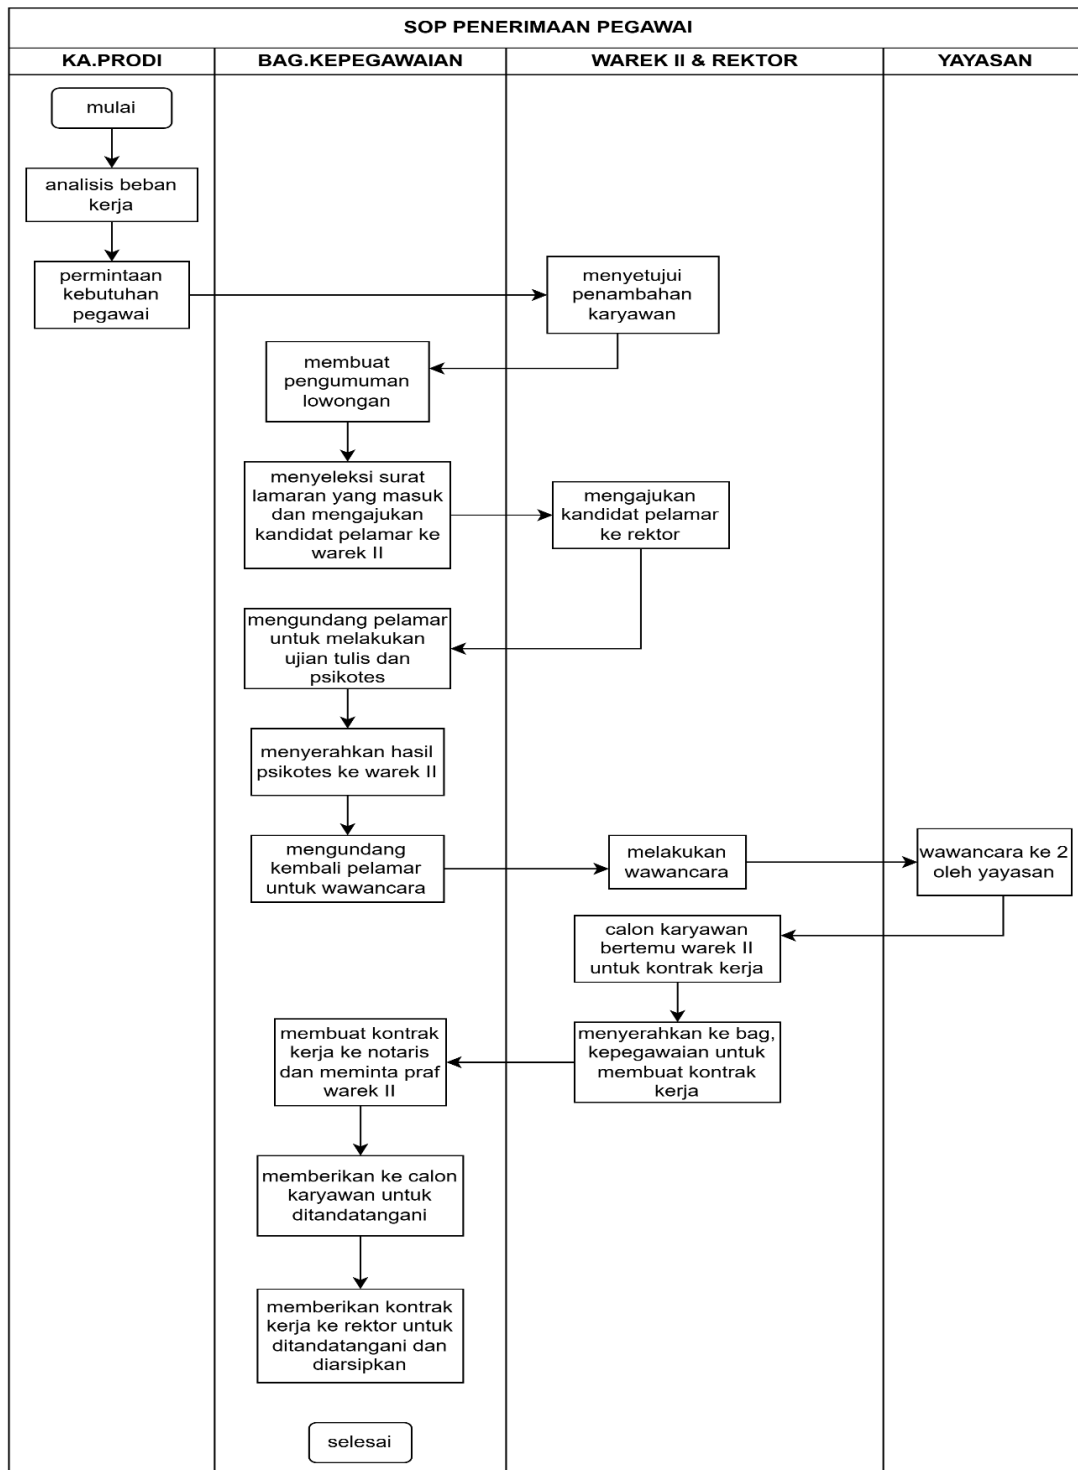 SOP PENERIMAAN PEGAWAI
KA.PRODI
BAG.KEPEGAWAIAN
WAREK II & REKTOR
YAYASAN
mulai
analisis beban
kerja
permintaan
kebutuhan
pegawai
menyetujui
penambahan
karyawan
membuat
pengumuman
lowongan
menyeleksi surat
lamaran yang masuk
dan mengajukan
kandidat pelamar ke
warek II
mengajukan
kandidat pelamar
ke rektor
mengundang pelamar
untuk melakukan
ujian tulis dan
psikotes
menyerahkan hasil
psikotes ke warek II
mengundang
kembali pelamar
untuk wawancara
melakukan
wawancara
wawancara ke 2
oleh yayasan
calon karyawan
bertemu warek II
untuk kontrak kerja
menyerahkan ke bag,
kepegawaian untuk
membuat kontrak
kerja
membuat kontrak
kerja ke notaris
dan meminta praf
warek II
memberikan ke calon
karyawan untuk
ditandatangani
memberikan kontrak
kerja ke rektor untuk
ditandatangani dan
diarsipkan
selesai